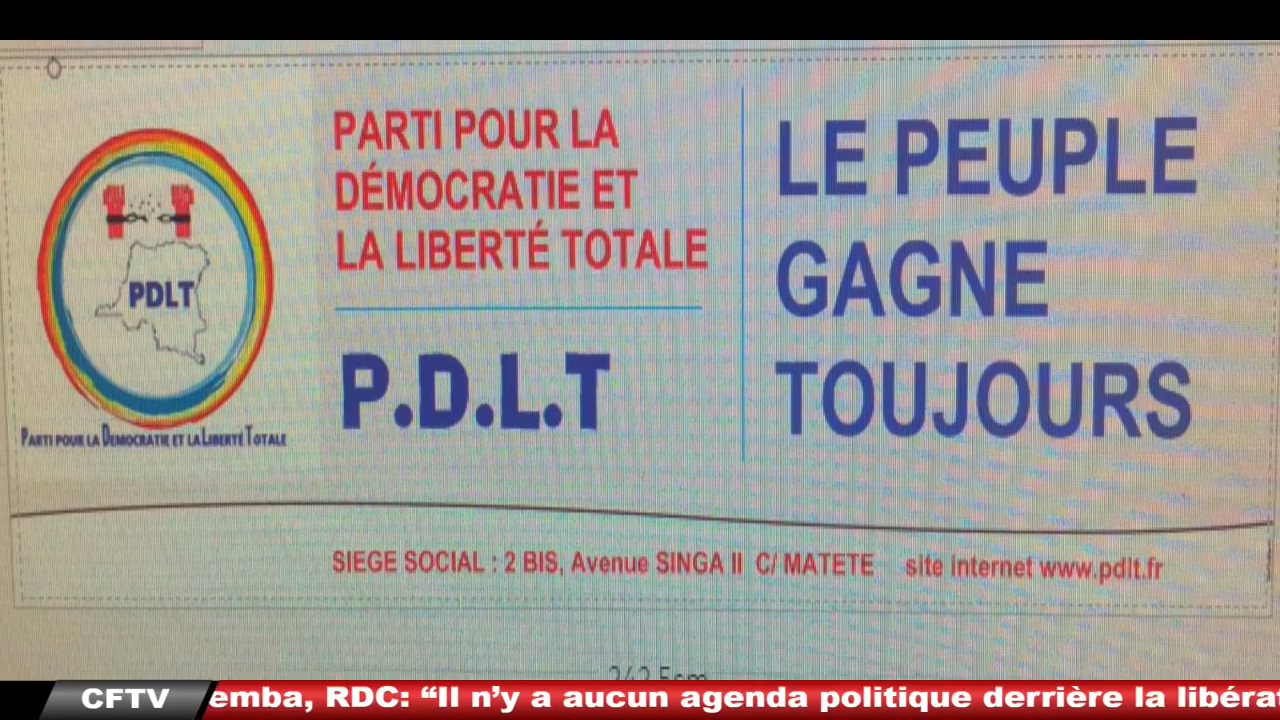 PDLT
PARTI POUR LA DEMOCRATIE ET LA LIBERTÉ TOTALE
PARTI POUR LA
DÉMOCRATIE ET
LA LIBERTÉ TOTALE
P.D.L.T
LE PEUPLE
GAGNE
TOUJOURS
SIEGE SOCIAL : 2 BIS, Avenue SINGA II C/ MATETE site internet www.pdlt.fr
242.5cm
CFTV
emba, RDC: “Il n’y a aucun agenda politique derrière la libérat